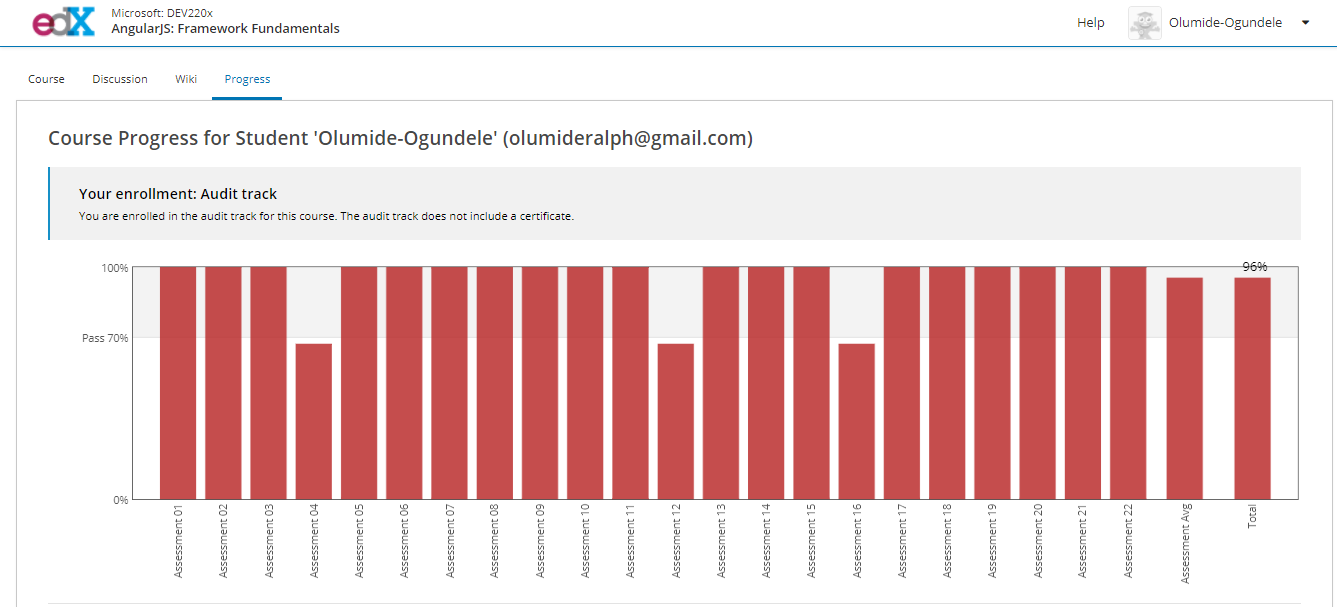 edX
Microsoft: DEV220x
AngularJS: Framework Fundamentals
Help
Olumide-Ogundele
Course
Discussion
Wiki
Progress
Course Progress for Student 'Olumide-Ogundele' (olumideralph@gmail.com)
Your enrollment: Audit track
You are enrolled in the audit track for this course. The audit track does not include a certificate.
100%
96%
Pass 70%
0%
Assessment 01
Assessment 02
Assessment 03
Assessment 04
Assessment 05
Assessment 06
Assessment 07
Assessment 08
Assessment 09
Assessment 10
Assessment 11
Assessment 12
Assessment 13
Assessment 14
Assessment 15
Assessment 16
Assessment 17
Assessment 18
Assessment 19
Assessment 20
Assessment 21
Assessment 22
Assessment Avg
Total